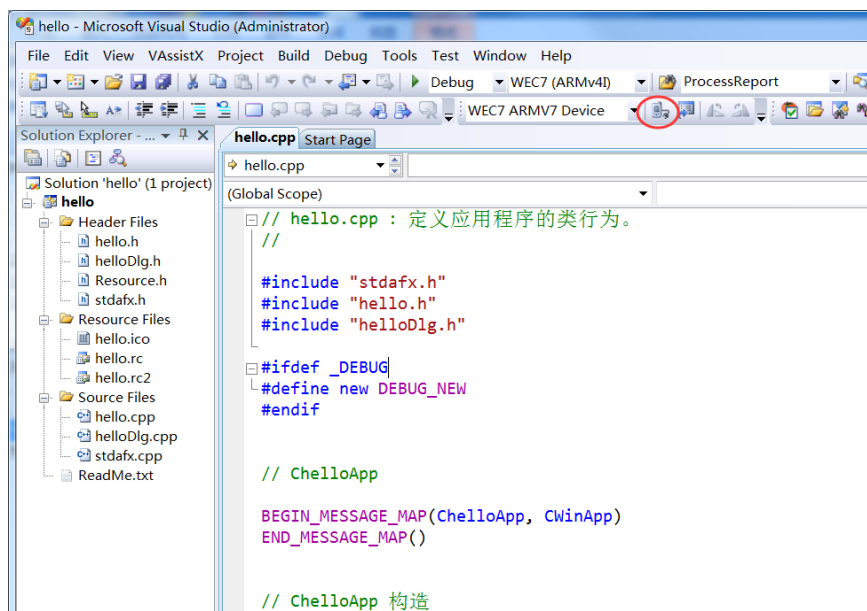 hello - Microsoft Visual Studio (Administrator)
File Edit View VAssistX Project Build Debug Tools Test Window Help
Debug WEC7 (ARMv4I) ProcessReport
WEC7 ARMV7 Device
Solution Explorer - ...
hello.cpp Start Page
hello.cpp
Solution 'hello' (1 project)
(Global Scope)
hello
Header Files
hello.h
helloDlg.h
Resource.h
stdafx.h
Resource Files
hello.ico
hello.rc
hello.rc2
Source Files
hello.cpp
helloDlg.cpp
stdafx.cpp
ReadMe.txt
// hello.cpp : 定义应用程序的类行为。
//
#include "stdafx.h"
#include "hello.h"
#include "helloDlg.h"
#ifdef _DEBUG
#define new DEBUG_NEW
#endif
// ChelloApp
BEGIN_MESSAGE_MAP(ChelloApp, CWinApp)
END_MESSAGE_MAP()
// ChelloApp 构造